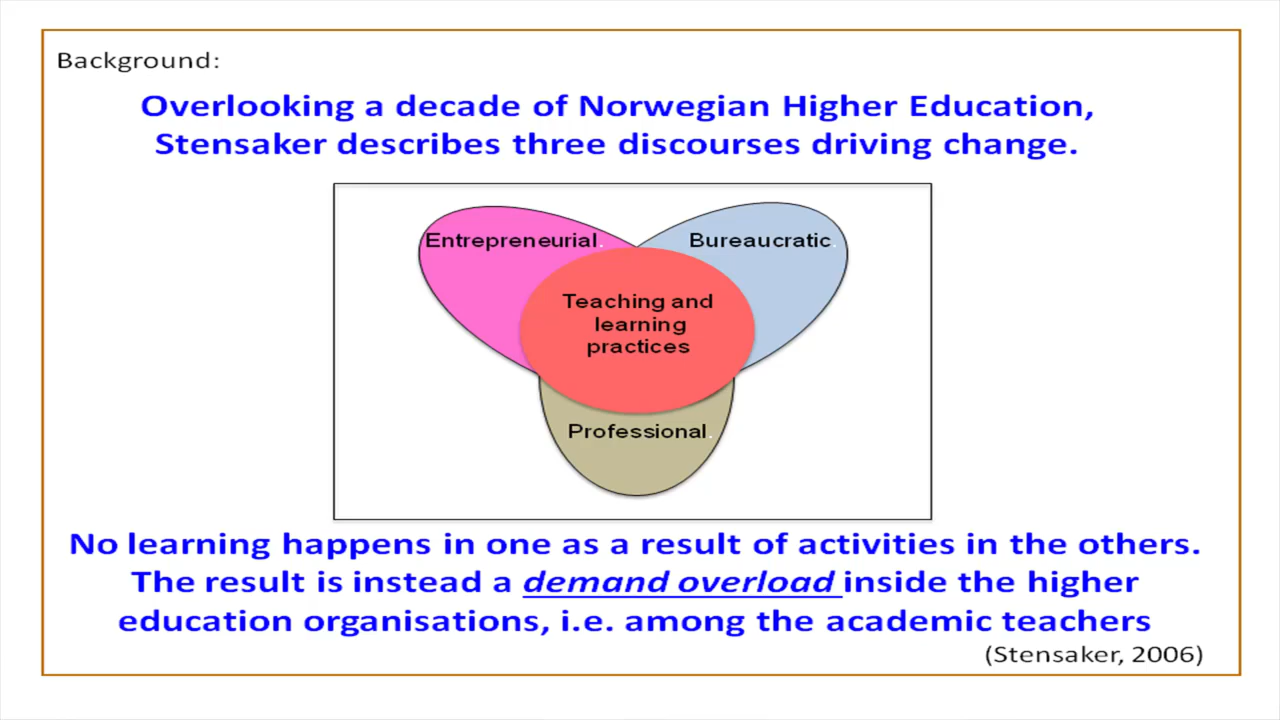 Background:
Overlooking a decade of Norwegian Higher Education,
Stensaker describes three discourses driving change.
Entrepreneurial.
Bureaucratic.
Teaching and
learning
practices
Professional.
No learning happens in one as a result of activities in the others.
The result is instead a demand overload inside the higher
education organisations, i.e. among the academic teachers
(Stensaker, 2006)